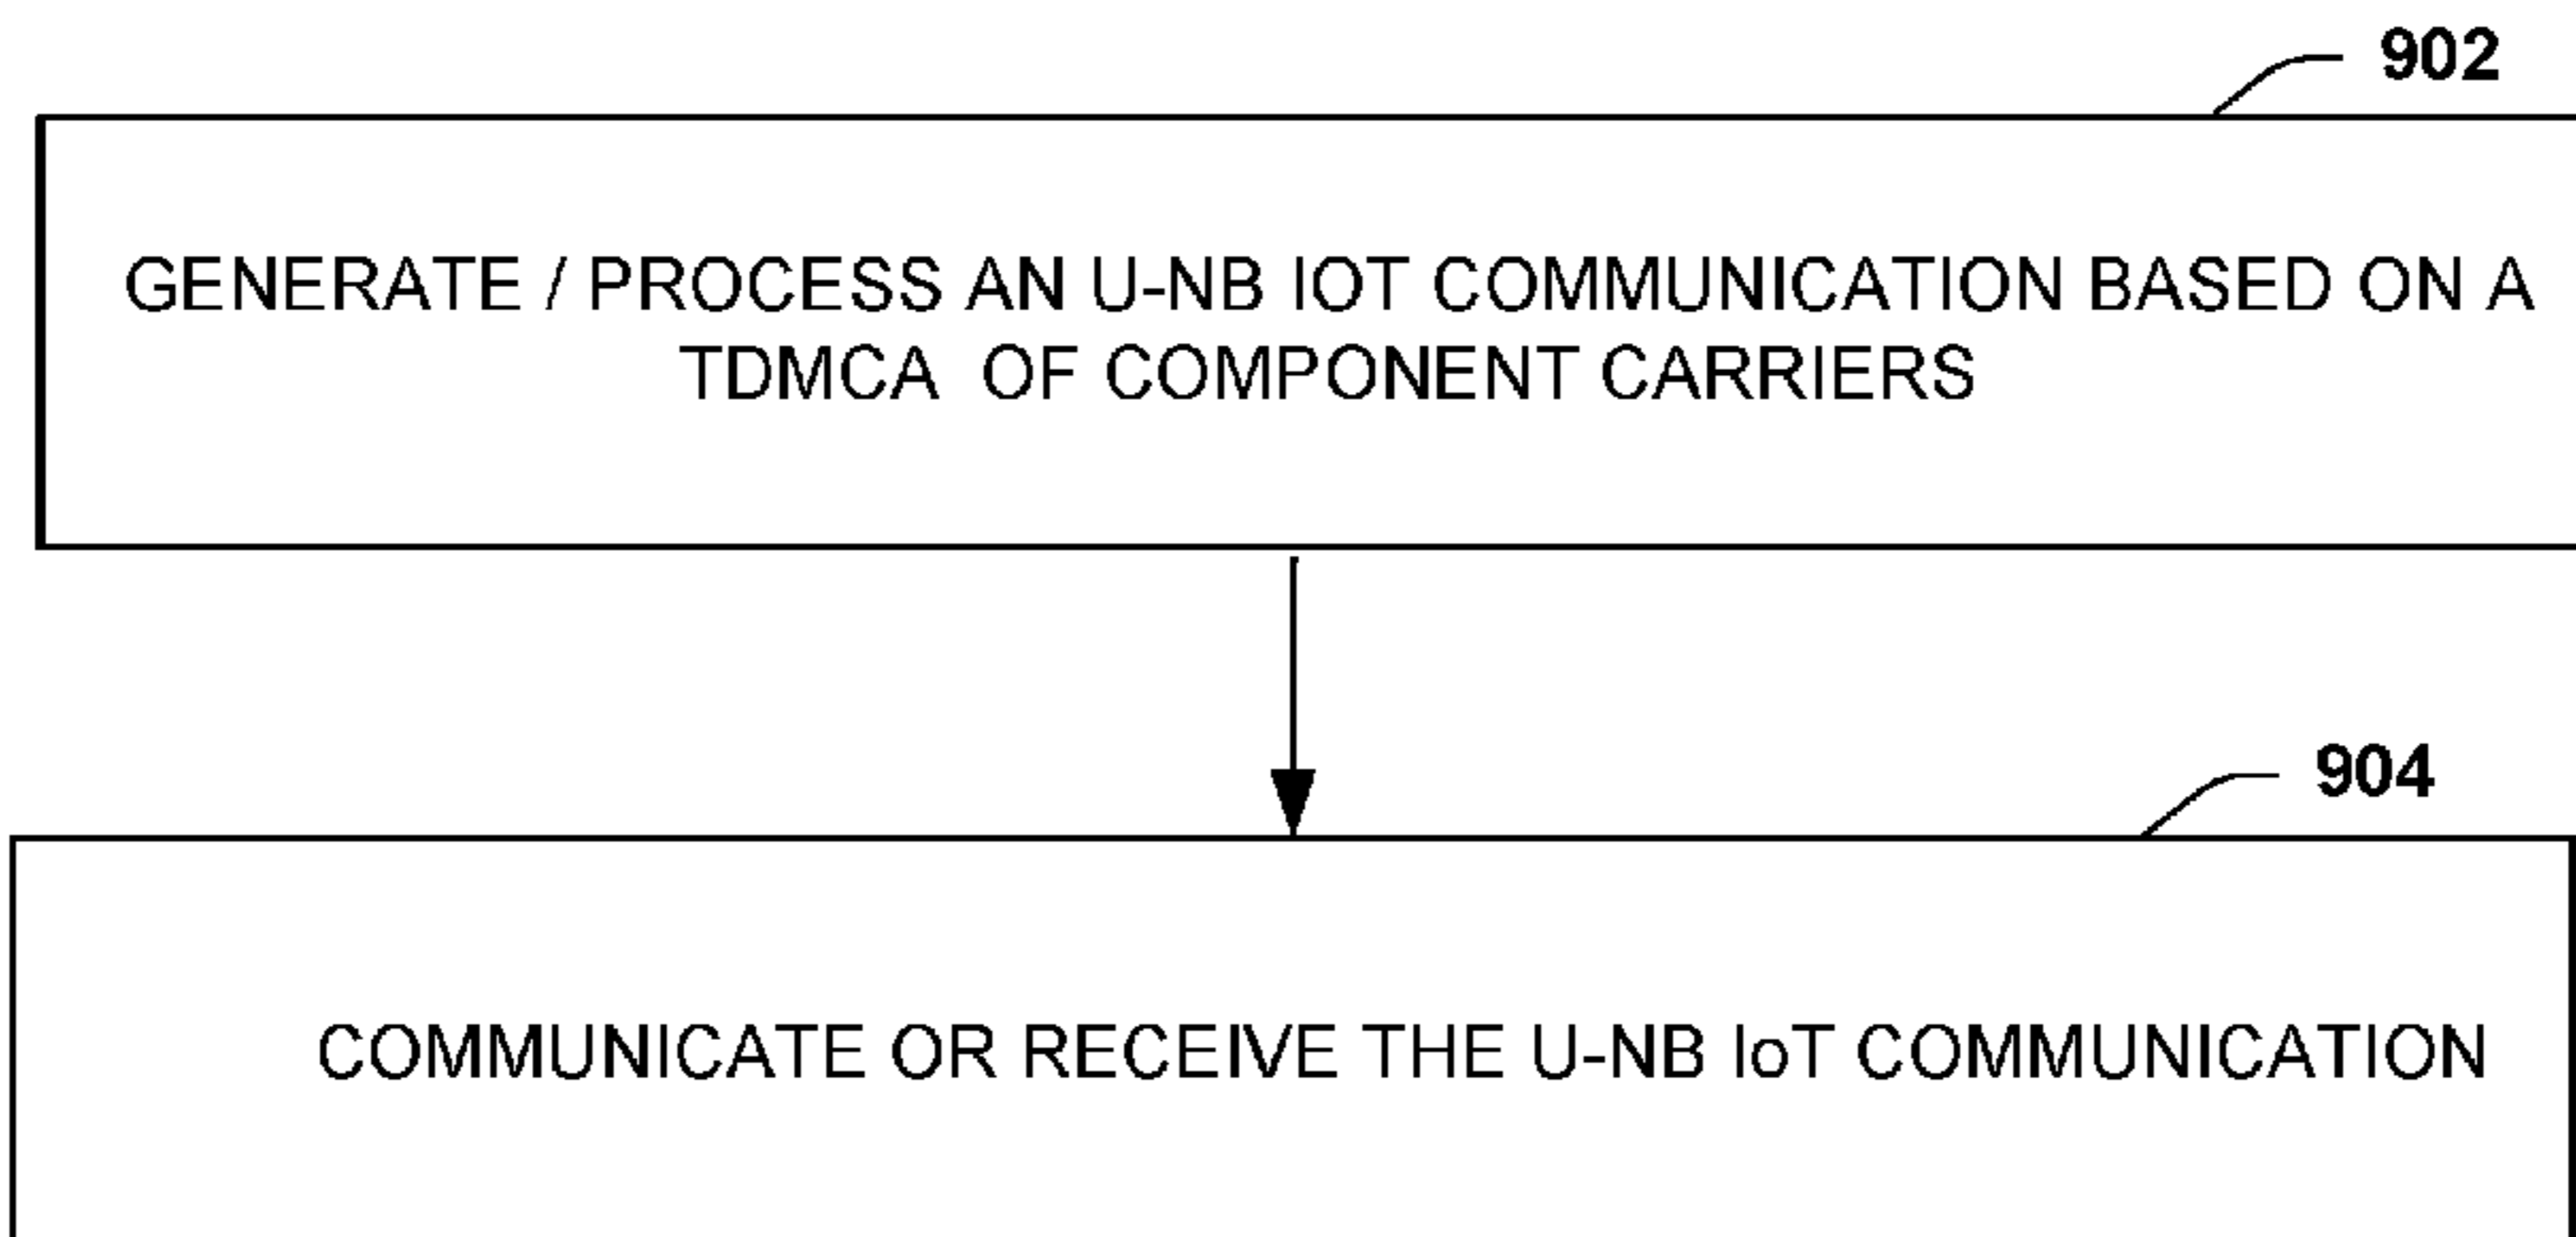 902
GENERATE / PROCESS AN U-NB IOT COMMUNICATION BASED ON A
TDMCA OF COMPONENT CARRIERS
904
COMMUNICATE OR RECEIVE THE U-NB IoT COMMUNICATION